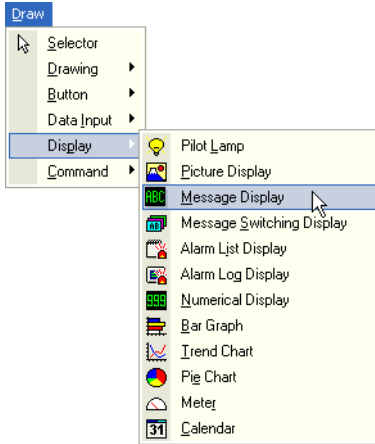 Draw
Selector
Drawing
Button
Data Input
Display
Command
Pilot Lamp
Picture Display
ABC Message Display
Message Switching Display
Alarm List Display
Alarm Log Display
999 Numerical Display
Bar Graph
Trend Chart
Pie Chart
Meter
31 Calendar